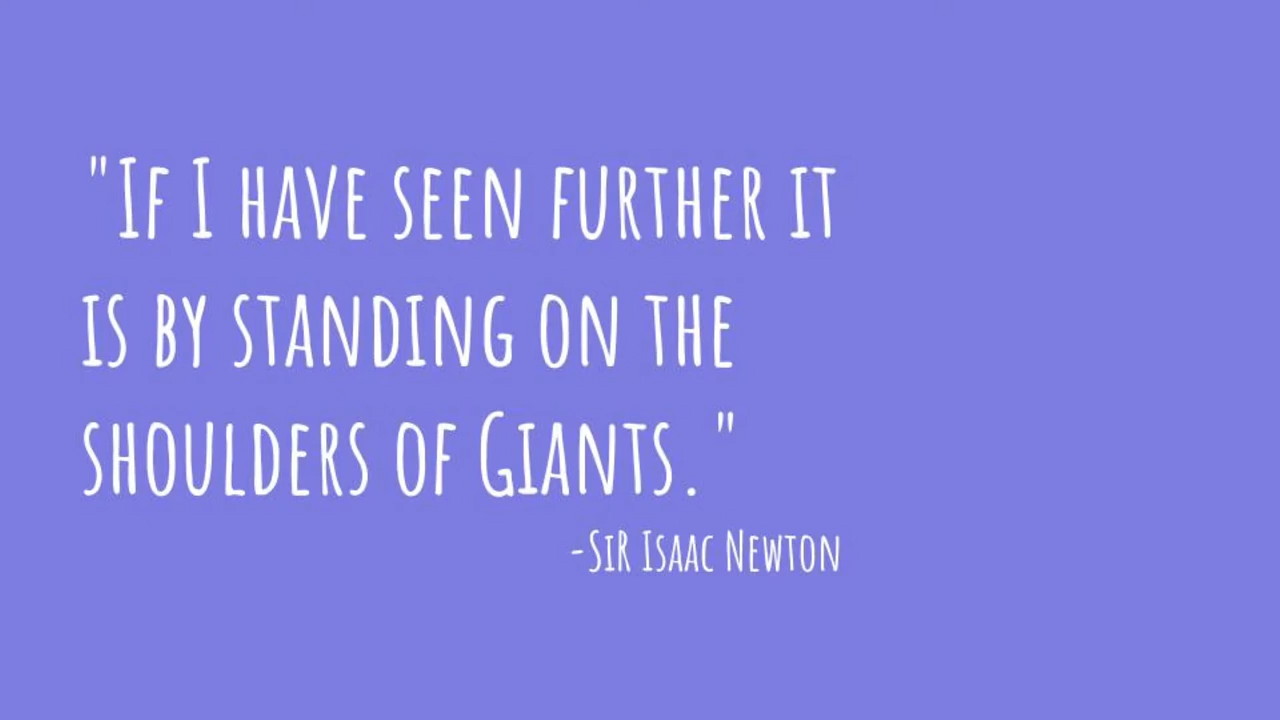 "If I have seen further it
is by standing on the
shoulders of Giants."
-Sir Isaac Newton